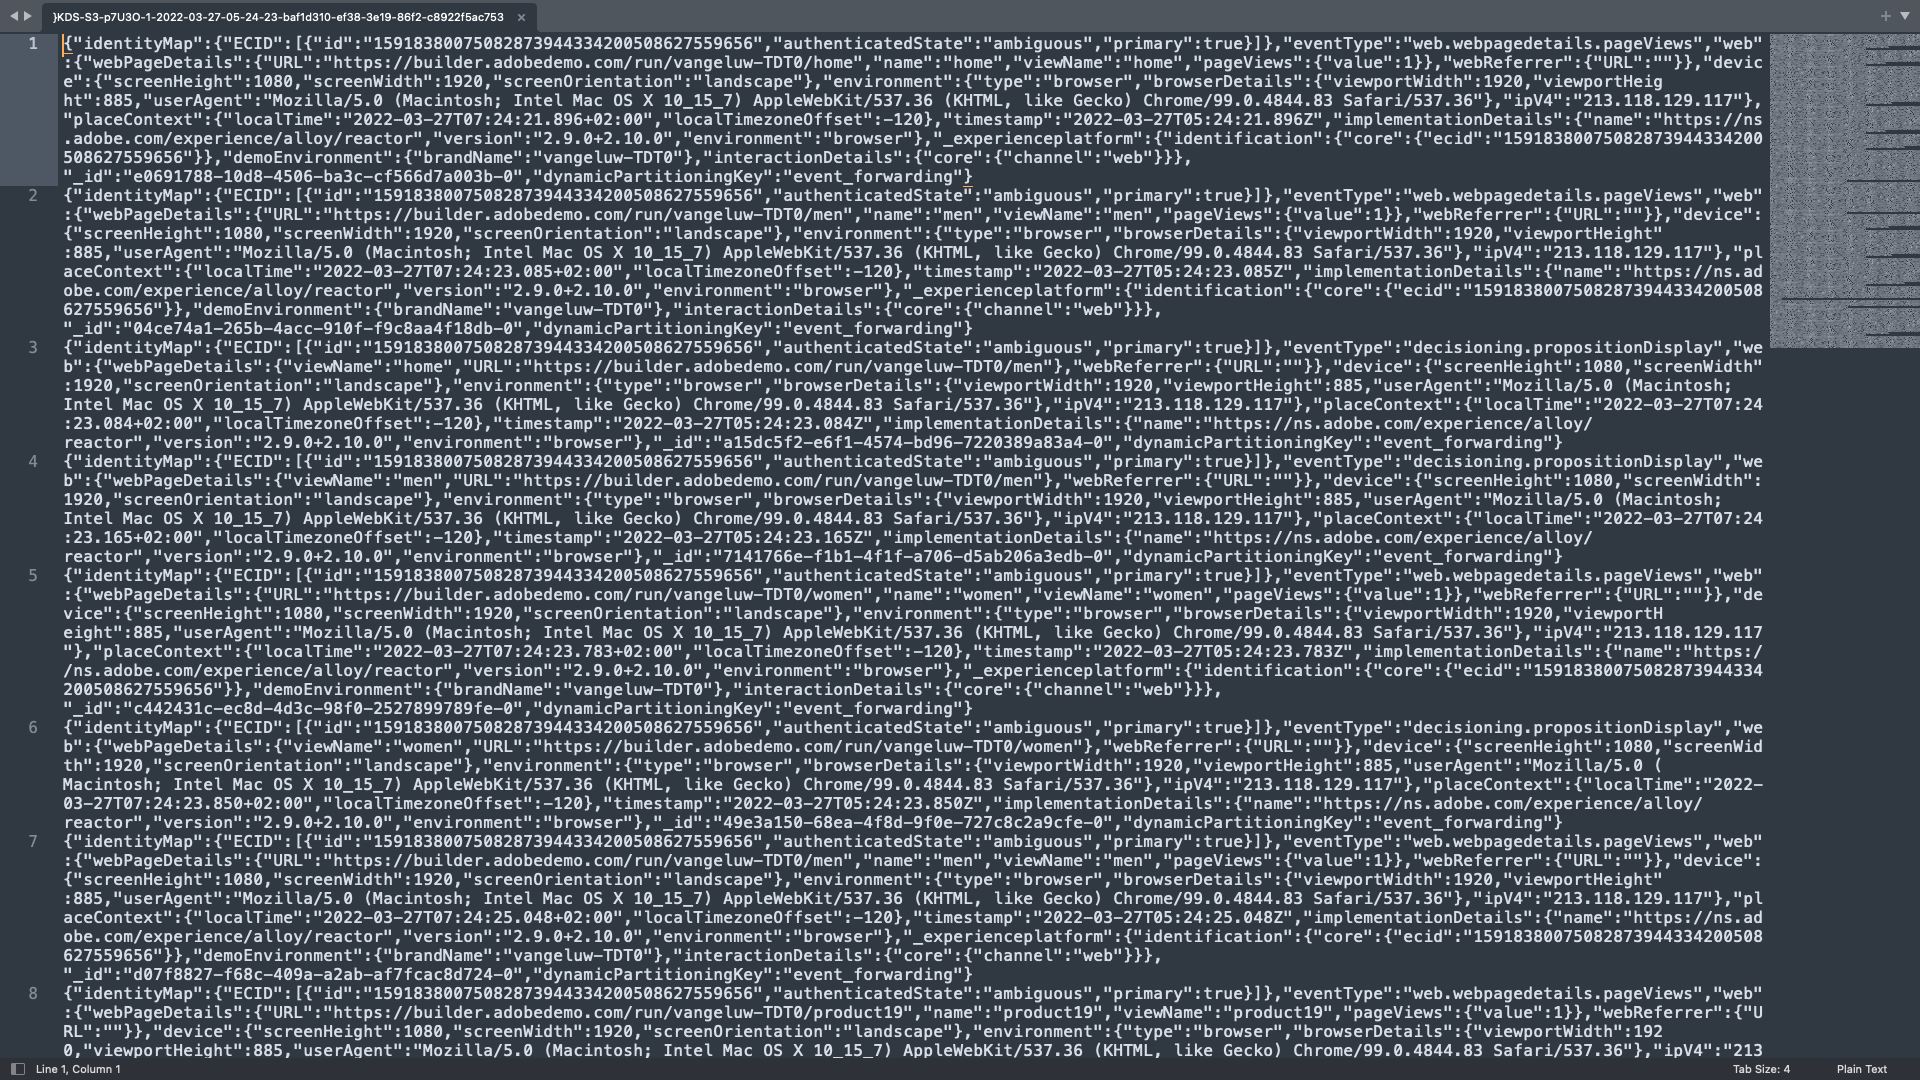 }KDS-S3-p7U3O-1-2022-03-27-05-24-23-baf1d310-ef38-3e19-86f2-c8922f5ac753
1 {"identityMap":{"ECID":[{"id":"15918380075082873944334200508627559656","authenticatedState":"ambiguous","primary":true}]},"eventType":"web.webpagedetails.pageViews","web"
:{"webPageDetails":{"URL":"https://builder.adobedemo.com/run/vangeluw-TDT0/home","name":"home","viewName":"home","pageViews":{"value":1}},"webReferrer":{"URL":""}},"devic
e":{"screenHeight":1080,"screenWidth":1920,"screenOrientation":"landscape"},"environment":{"type":"browser","browserDetails":{"viewportWidth":1920,"viewportHeig
ht":885,"userAgent":"Mozilla/5.0 (Macintosh; Intel Mac OS X 10_15_7) AppleWebKit/537.36 (KHTML, like Gecko) Chrome/99.0.4844.83 Safari/537.36"},"ipV4":"213.118.129.117"},
"placeContext":{"localTime":"2022-03-27T07:24:21.896+02:00","localTimezoneOffset":-120},"timestamp":"2022-03-27T05:24:21.896Z","implementationDetails":{"name":"https://ns
.adobe.com/experience/alloy/reactor","version":"2.9.0+2.10.0","environment":"browser"},"_experienceplatform":{"identification":{"core":{"ecid":"15918380075082873944334200
508627559656"}},"demoEnvironment":{"brandName":"vangeluw-TDT0"},"interactionDetails":{"core":{"channel":"web"}}},
"_id":"e0691788-10d8-4506-ba3c-cf566d7a003b-0","dynamicPartitioningKey":"event_forwarding"}
2 {"identityMap":{"ECID":[{"id":"15918380075082873944334200508627559656","authenticatedState":"ambiguous","primary":true}]},"eventType":"web.webpagedetails.pageViews","web"
:{"webPageDetails":{"URL":"https://builder.adobedemo.com/run/vangeluw-TDT0/men","name":"men","viewName":"men","pageViews":{"value":1}},"webReferrer":{"URL":""}},"device":
{"screenHeight":1080,"screenWidth":1920,"screenOrientation":"landscape"},"environment":{"type":"browser","browserDetails":{"viewportWidth":1920,"viewportHeight"
:885,"userAgent":"Mozilla/5.0 (Macintosh; Intel Mac OS X 10_15_7) AppleWebKit/537.36 (KHTML, like Gecko) Chrome/99.0.4844.83 Safari/537.36"},"ipV4":"213.118.129.117"},"pl
aceContext":{"localTime":"2022-03-27T07:24:23.085+02:00","localTimezoneOffset":-120},"timestamp":"2022-03-27T05:24:23.085Z","implementationDetails":{"name":"https://ns.ad
obe.com/experience/alloy/reactor","version":"2.9.0+2.10.0","environment":"browser"},"_experienceplatform":{"identification":{"core":{"ecid":"15918380075082873944334200508
627559656"}},"demoEnvironment":{"brandName":"vangeluw-TDT0"},"interactionDetails":{"core":{"channel":"web"}}},
"_id":"04ce74a1-265b-4acc-910f-f9c8aa4f18db-0","dynamicPartitioningKey":"event_forwarding"}
3 {"identityMap":{"ECID":[{"id":"15918380075082873944334200508627559656","authenticatedState":"ambiguous","primary":true}]},"eventType":"decisioning.propositionDisplay","we
b":{"webPageDetails":{"viewName":"home","URL":"https://builder.adobedemo.com/run/vangeluw-TDT0/men"},"webReferrer":{"URL":""}},"device":{"screenHeight":1080,"screenWidth"
:1920,"screenOrientation":"landscape"},"environment":{"type":"browser","browserDetails":{"viewportWidth":1920,"viewportHeight":885,"userAgent":"Mozilla/5.0 (Macintosh;
Intel Mac OS X 10_15_7) AppleWebKit/537.36 (KHTML, like Gecko) Chrome/99.0.4844.83 Safari/537.36"},"ipV4":"213.118.129.117"},"placeContext":{"localTime":"2022-03-27T07:24
:23.084+02:00","localTimezoneOffset":-120},"timestamp":"2022-03-27T05:24:23.084Z","implementationDetails":{"name":"https://ns.adobe.com/experience/alloy/
reactor","version":"2.9.0+2.10.0","environment":"browser"},"_id":"a15dc5f2-e6f1-4574-bd96-7220389a83a4-0","dynamicPartitioningKey":"event_forwarding"}
4 {"identityMap":{"ECID":[{"id":"15918380075082873944334200508627559656","authenticatedState":"ambiguous","primary":true}]},"eventType":"decisioning.propositionDisplay","we
b":{"webPageDetails":{"viewName":"men","URL":"https://builder.adobedemo.com/run/vangeluw-TDT0/men"},"webReferrer":{"URL":""}},"device":{"screenHeight":1080,"screenWidth":
1920,"screenOrientation":"landscape"},"environment":{"type":"browser","browserDetails":{"viewportWidth":1920,"viewportHeight":885,"userAgent":"Mozilla/5.0 (Macintosh;
Intel Mac OS X 10_15_7) AppleWebKit/537.36 (KHTML, like Gecko) Chrome/99.0.4844.83 Safari/537.36"},"ipV4":"213.118.129.117"},"placeContext":{"localTime":"2022-03-27T07:24
:23.165+02:00","localTimezoneOffset":-120},"timestamp":"2022-03-27T05:24:23.165Z","implementationDetails":{"name":"https://ns.adobe.com/experience/alloy/
reactor","version":"2.9.0+2.10.0","environment":"browser"},"_id":"7141766e-f1b1-4f1f-a706-d5ab206a3edb-0","dynamicPartitioningKey":"event_forwarding"}
5 {"identityMap":{"ECID":[{"id":"15918380075082873944334200508627559656","authenticatedState":"ambiguous","primary":true}]},"eventType":"web.webpagedetails.pageViews","web"
:{"webPageDetails":{"URL":"https://builder.adobedemo.com/run/vangeluw-TDT0/women","name":"women","viewName":"women","pageViews":{"value":1}},"webReferrer":{"URL":""}},"de
vice":{"screenHeight":1080,"screenWidth":1920,"screenOrientation":"landscape"},"environment":{"type":"browser","browserDetails":{"viewportWidth":1920,"viewportH
eight":885,"userAgent":"Mozilla/5.0 (Macintosh; Intel Mac OS X 10_15_7) AppleWebKit/537.36 (KHTML, like Gecko) Chrome/99.0.4844.83 Safari/537.36"},"ipV4":"213.118.129.117
"},"placeContext":{"localTime":"2022-03-27T07:24:23.783+02:00","localTimezoneOffset":-120},"timestamp":"2022-03-27T05:24:23.783Z","implementationDetails":{"name":"https:/
/ns.adobe.com/experience/alloy/reactor","version":"2.9.0+2.10.0","environment":"browser"},"_experienceplatform":{"identification":{"core":{"ecid":"15918380075082873944334
200508627559656"}},"demoEnvironment":{"brandName":"vangeluw-TDT0"},"interactionDetails":{"core":{"channel":"web"}}},
"_id":"c442431c-ec8d-4d3c-98f0-2527899789fe-0","dynamicPartitioningKey":"event_forwarding"}
6 {"identityMap":{"ECID":[{"id":"15918380075082873944334200508627559656","authenticatedState":"ambiguous","primary":true}]},"eventType":"decisioning.propositionDisplay","we
b":{"webPageDetails":{"viewName":"women","URL":"https://builder.adobedemo.com/run/vangeluw-TDT0/women"},"webReferrer":{"URL":""}},"device":{"screenHeight":1080,"screenWid
th":1920,"screenOrientation":"landscape"},"environment":{"type":"browser","browserDetails":{"viewportWidth":1920,"viewportHeight":885,"userAgent":"Mozilla/5.0 (
Macintosh; Intel Mac OS X 10_15_7) AppleWebKit/537.36 (KHTML, like Gecko) Chrome/99.0.4844.83 Safari/537.36"},"ipV4":"213.118.129.117"},"placeContext":{"localTime":"2022-
03-27T07:24:23.850+02:00","localTimezoneOffset":-120},"timestamp":"2022-03-27T05:24:23.850Z","implementationDetails":{"name":"https://ns.adobe.com/experience/alloy/
reactor","version":"2.9.0+2.10.0","environment":"browser"},"_id":"49e3a150-68ea-4f8d-9f0e-727c8c2a9cfe-0","dynamicPartitioningKey":"event_forwarding"}
7 {"identityMap":{"ECID":[{"id":"15918380075082873944334200508627559656","authenticatedState":"ambiguous","primary":true}]},"eventType":"web.webpagedetails.pageViews","web"
:{"webPageDetails":{"URL":"https://builder.adobedemo.com/run/vangeluw-TDT0/men","name":"men","viewName":"men","pageViews":{"value":1}},"webReferrer":{"URL":""}},"device":
{"screenHeight":1080,"screenWidth":1920,"screenOrientation":"landscape"},"environment":{"type":"browser","browserDetails":{"viewportWidth":1920,"viewportHeight"
:885,"userAgent":"Mozilla/5.0 (Macintosh; Intel Mac OS X 10_15_7) AppleWebKit/537.36 (KHTML, like Gecko) Chrome/99.0.4844.83 Safari/537.36"},"ipV4":"213.118.129.117"},"pl
aceContext":{"localTime":"2022-03-27T07:24:25.048+02:00","localTimezoneOffset":-120},"timestamp":"2022-03-27T05:24:25.048Z","implementationDetails":{"name":"https://ns.ad
obe.com/experience/alloy/reactor","version":"2.9.0+2.10.0","environment":"browser"},"_experienceplatform":{"identification":{"core":{"ecid":"15918380075082873944334200508
627559656"}},"demoEnvironment":{"brandName":"vangeluw-TDT0"},"interactionDetails":{"core":{"channel":"web"}}},
"_id":"d07f8827-f68c-409a-a2ab-af7fcac8d724-0","dynamicPartitioningKey":"event_forwarding"}
8 {"identityMap":{"ECID":[{"id":"15918380075082873944334200508627559656","authenticatedState":"ambiguous","primary":true}]},"eventType":"web.webpagedetails.pageViews","web"
:{"webPageDetails":{"URL":"https://builder.adobedemo.com/run/vangeluw-TDT0/product19","name":"product19","viewName":"product19","pageViews":{"value":1}},"webReferrer":{"U
RL":""}},"device":{"screenHeight":1080,"screenWidth":1920,"screenOrientation":"landscape"},"environment":{"type":"browser","browserDetails":{"viewportWidth":192
0,"viewportHeight":885,"userAgent":"Mozilla/5.0 (Macintosh; Intel Mac OS X 10_15_7) AppleWebKit/537.36 (KHTML, like Gecko) Chrome/99.0.4844.83 Safari/537.36"},"ipV4":"213
Line 1, Column 1
Tab Size: 4
Plain Text